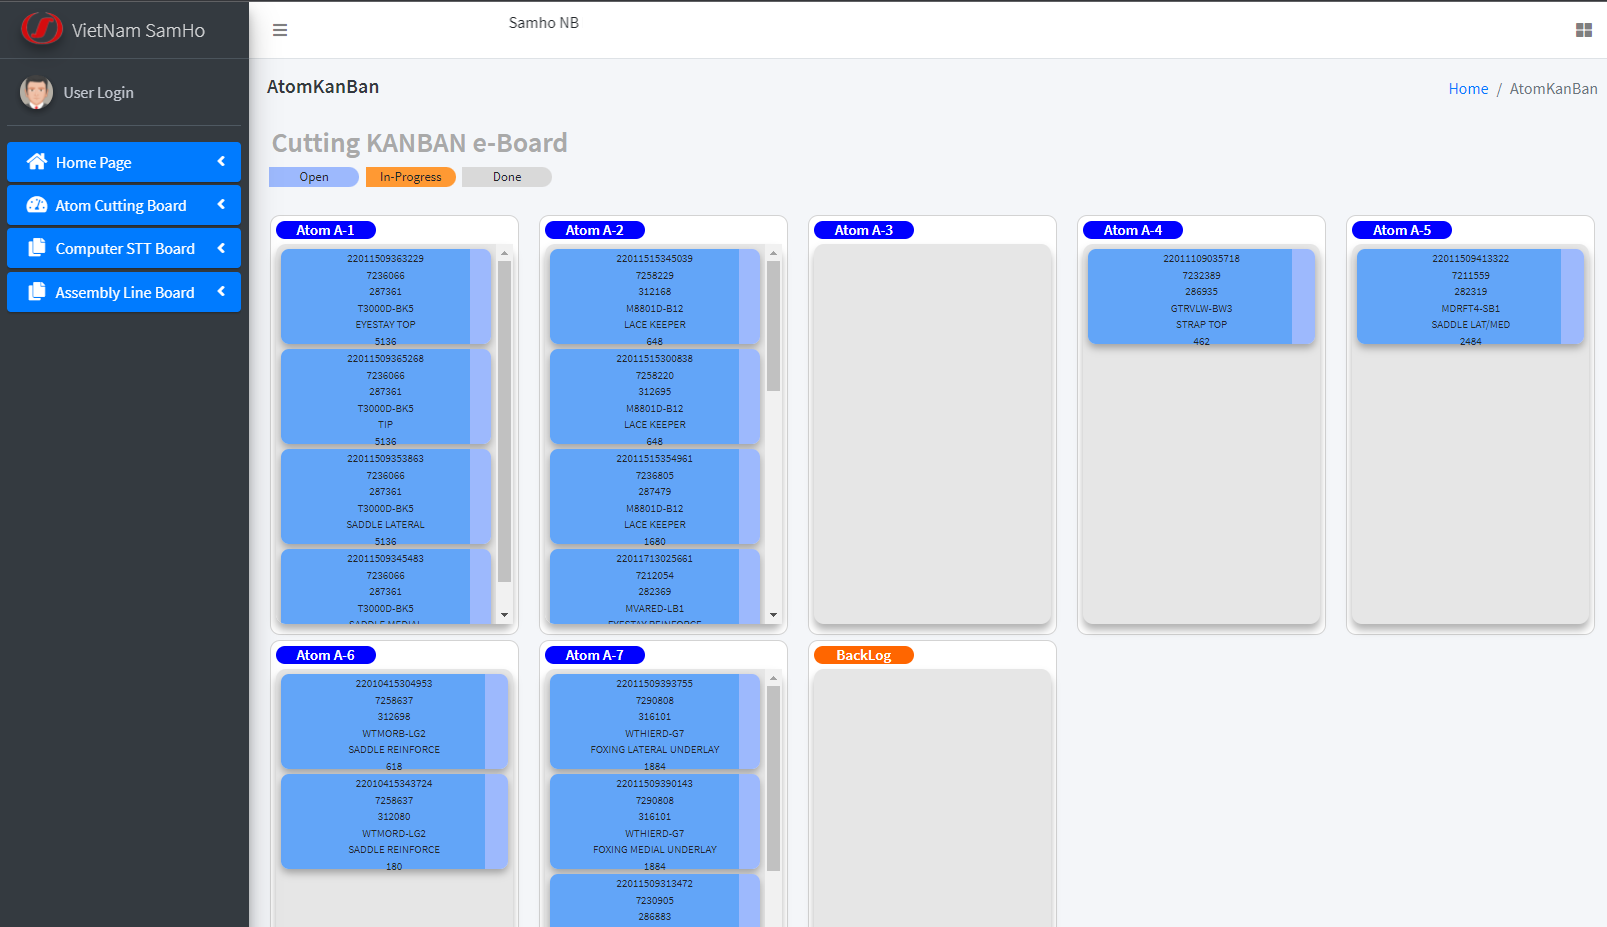 VietNam SamHo
User Login
Home Page
Atom Cutting Board
Computer STT Board
Assembly Line Board
Samho NB
AtomKanBan
Home / AtomKanBan
Cutting KANBAN e-Board
Open
In-Progress
Done
Atom A-1
22011509363229
7236066
287361
T3000D-BK5
EYESTAY TOP
5136
22011509365268
7236066
287361
T3000D-BK5
TIP
5136
22011509353863
7236066
287361
T3000D-BK5
SADDLE LATERAL
5136
22011509345483
7236066
287361
T3000D-BK5
SADDLE MEDIAL
Atom A-2
22011515345039
7258229
312168
M8801D-B12
LACE KEEPER
648
22011515300838
7258220
312695
M8801D-B12
LACE KEEPER
648
22011515354961
7236805
287479
M8801D-B12
LACE KEEPER
1680
22011713025661
7212054
282369
MVARED-LB1
EYESTAY REINFORCE
Atom A-3
Atom A-4
22011109035718
7232389
286935
GTRVLW-BW3
STRAP TOP
462
Atom A-5
22011509413322
7211559
282319
MDRFT4-SB1
SADDLE LAT/MED
2484
Atom A-6
22010415304953
7258637
312698
WTMORB-LG2
SADDLE REINFORCE
618
22010415343724
7258637
312080
WTMORD-LG2
SADDLE REINFORCE
180
Atom A-7
22011509393755
7290808
316101
WTHIERD-G7
FOXING LATERAL UNDERLAY
1884
22011509390143
7290808
316101
WTHIERD-G7
FOXING MEDIAL UNDERLAY
1884
22011509313472
7230905
286883
BackLog